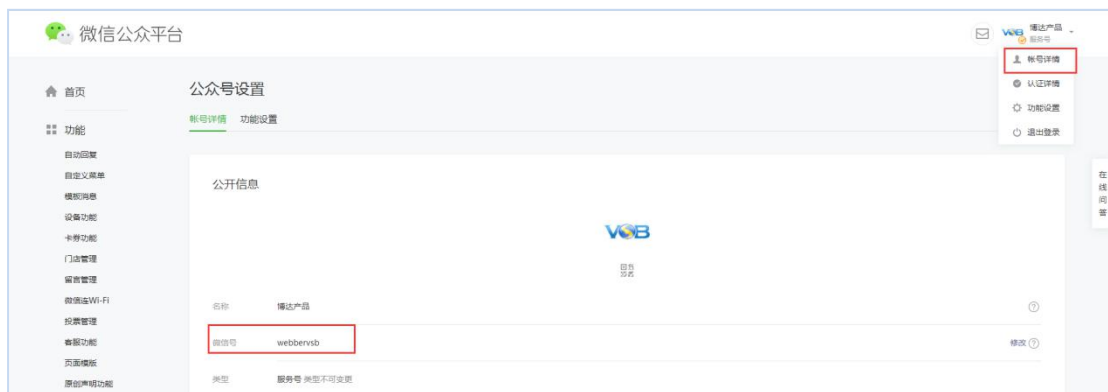 微信公众平台
VSB
博达产品
服务号
帐号详情
认证详情
功能设置
退出登录
首页
公众号设置
帐号详情 功能设置
功能
自动回复
自定义菜单
模板消息
设备功能
卡券功能
门店管理
留言管理
微信连Wi-Fi
投票管理
客服功能
页面模版
原创声明功能
公开信息
VSB
名称 博达产品
微信号 webbervsb 修改
类型 服务号 类型不可变更
在线问答